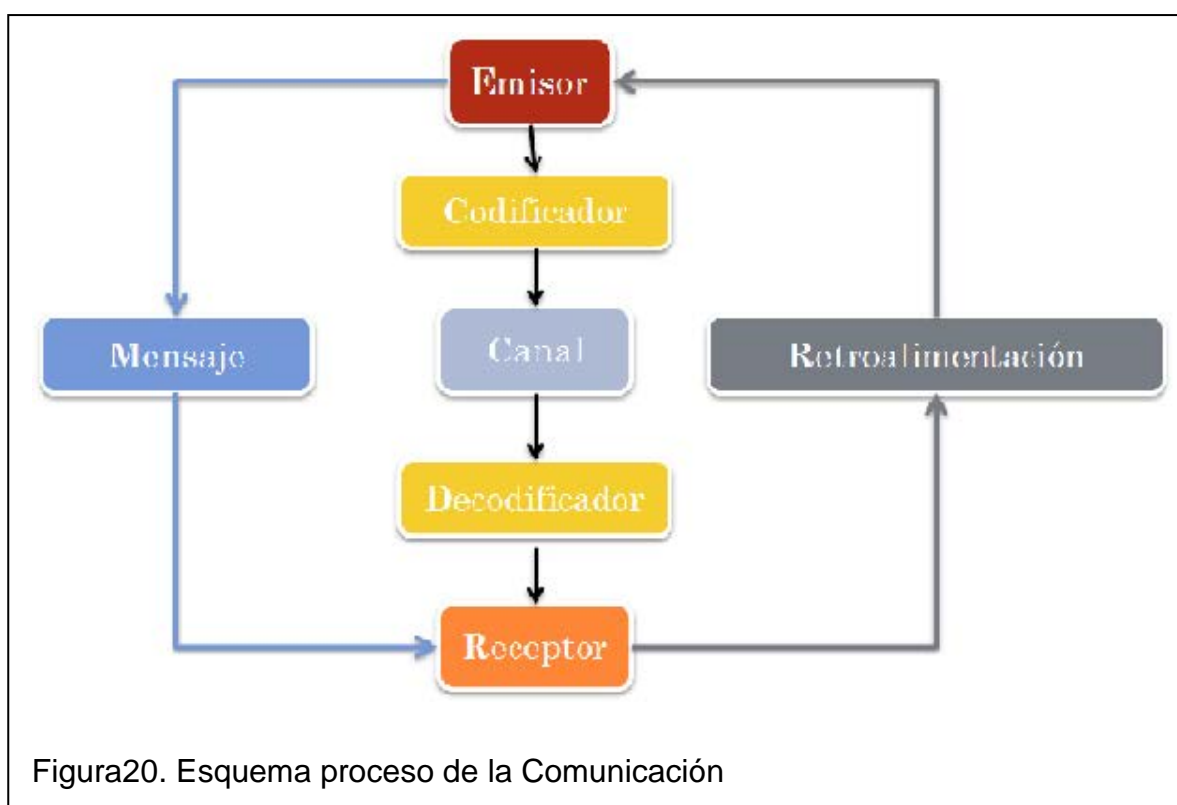 Emisor
Codificador
Mensaje
Canal
Retroalimentación
Decodificador
Receptor
Figura20. Esquema proceso de la Comunicación